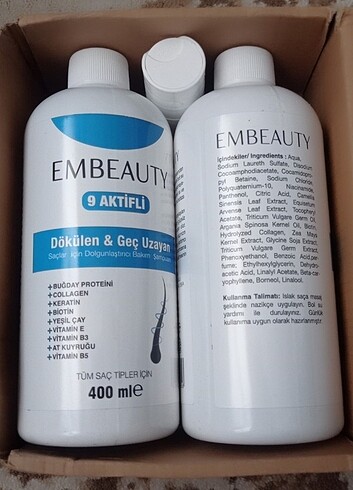 EMBEAUTY
9 AKTİFLİ
Dökülen & Geç Uzayan
Saçlar İçin Dolgunlaştırıcı Bakım Şampuanı
+BUĞDAY PROTEİNİ
+COLLAGEN
+KERATİN
+BİOTİN
+YEŞİL ÇAY
+VİTAMİN E
+VİTAMİN B3
+AT KUYRUĞU
+VİTAMİN B5
TÜM SAÇ TİPLER İÇİN
400 ml℮
EMBEAUTY
İçindekiler/ Ingredients : Aqua,
Sodium Laureth Sulfate, Disodium
Cocoamphodiacetate, Cocamidopro-
pyl Betaine, Sodium Chloride,
Polyquaternium-10, Niacinamide,
Panthenol, Citric Acid, Camellia
Sinensis Leaf Extract, Equisetum
Arvense Leaf Extract, Tocopheryl
Acetate, Triticum Vulgare Germ Oil,
Argania Spinosa Kernel Oil, Biotin,
Hydrolyzed Collagen, Zea Mays
Kernel Extract, Glycine Soja Extract,
Triticum Vulgare Germ Extract,
Phenoxyethanol, Benzoic Acid, 
fume; Ethylhexylglycerin, Dehydro-
acetic acid, Linalyl Acetate, Beta-ca-
ryophyllene, Borneol, Linalool.
Kullanma Talimatı: Islak saça masaj
şeklinde nazikçe uygulayın. Bol su
yardımı ile durulayınız. Günlük
kullanıma uygun olarak hazırlanmıştır.